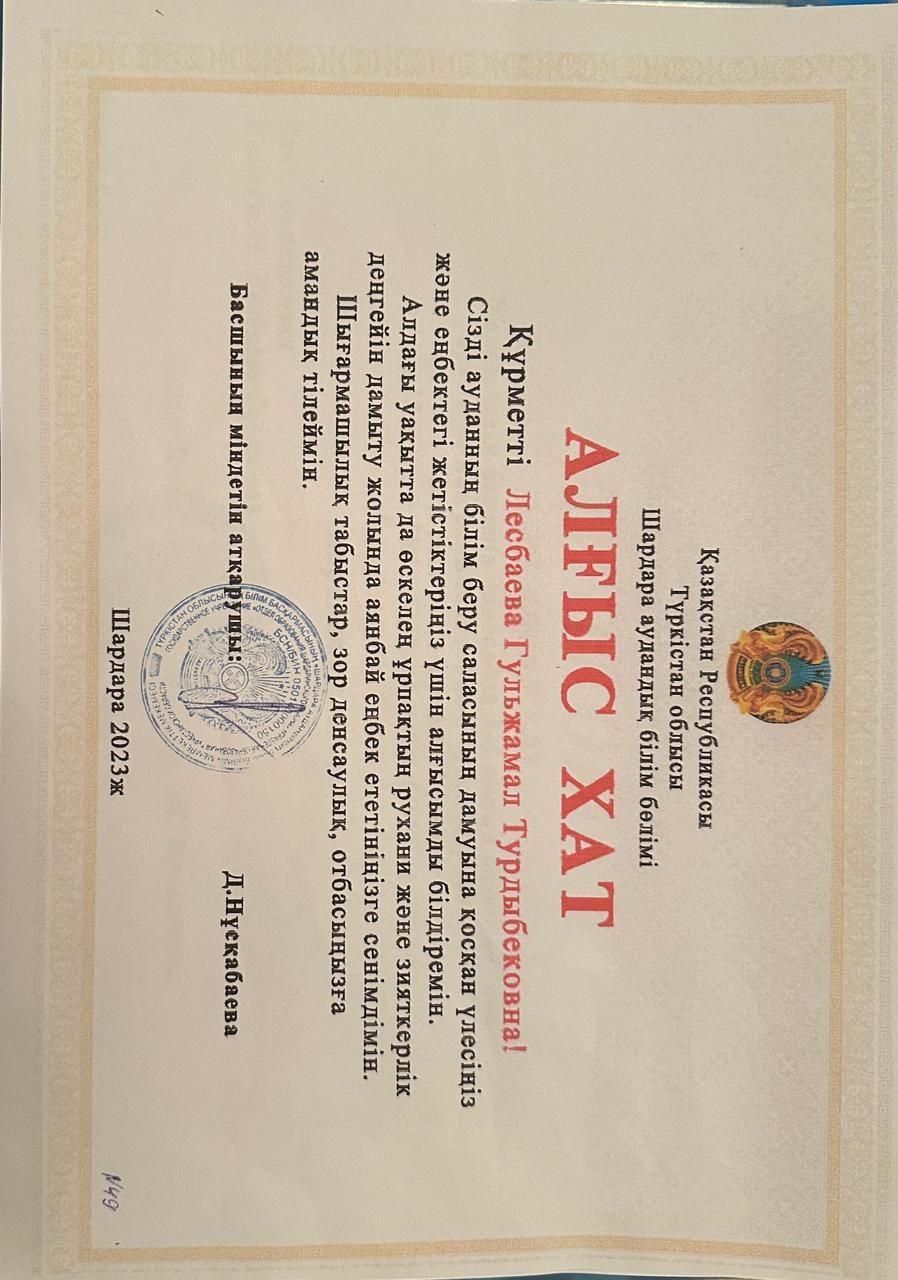 Қазақстан Республикасы
Түркістан облысы
Шардара аудандық білім бөлімі
АЛҒЫС ХАТ
Құрметті Лесбаева Гульжамал Турдыбековна!
Сізді ауданның білім беру саласының дамуына қосқан үлесіңіз
және еңбектегі жетістіктеріңіз үшін алғысымды білдіремін.
Алдағы уақытта да өскелең ұрпақтың рухани және зияткерлік
деңгейін дамыту жолында аянбай еңбек ететініңізге сенімдімін.
Шығармашылық табыстар, зор денсаулық, отбасыңызға
амандық тілеймін.
Басшының міндетін атқарушы: Д.Нұсқабаева
Шардара 2023ж
N49